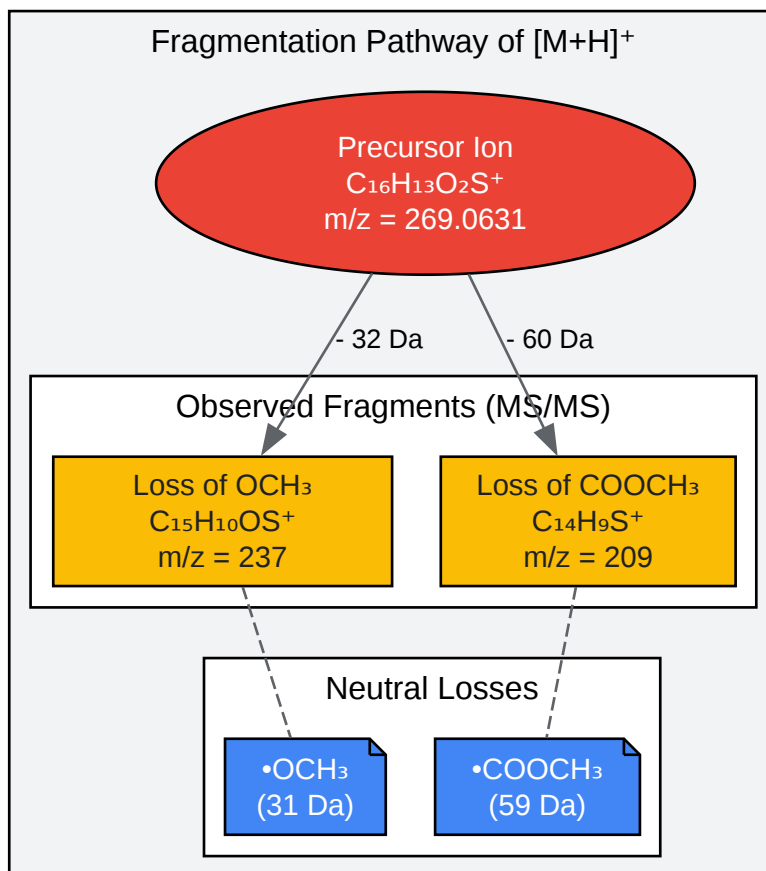 Fragmentation Pathway of [M+H]⁺
Precursor Ion
C₁₆H₁₃O₂S⁺
m/z = 269.0631
- 32 Da
- 60 Da
Observed Fragments (MS/MS)
Loss of OCH₃
C₁₅H₁₀OS⁺
m/z = 237
Loss of COOCH₃
C₁₄H₉S⁺
m/z = 209
Neutral Losses
•OCH₃
(31 Da)
•COOCH₃
(59 Da)